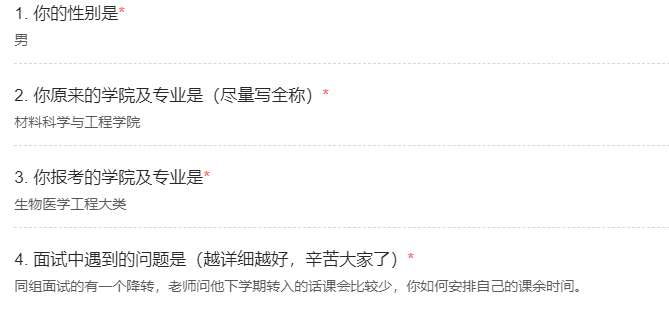 1. 你的性别是*
男
2. 你原来的学院及专业是（尽量写全称）*
材料科学与工程学院
3. 你报考的学院及专业是*
生物医学工程大类
4. 面试中遇到的问题是（越详细越好，辛苦大家了）*
同组面试的有一个降转，老师问他下学期转入的话课会比较少，你如何安排自己的课余时间。